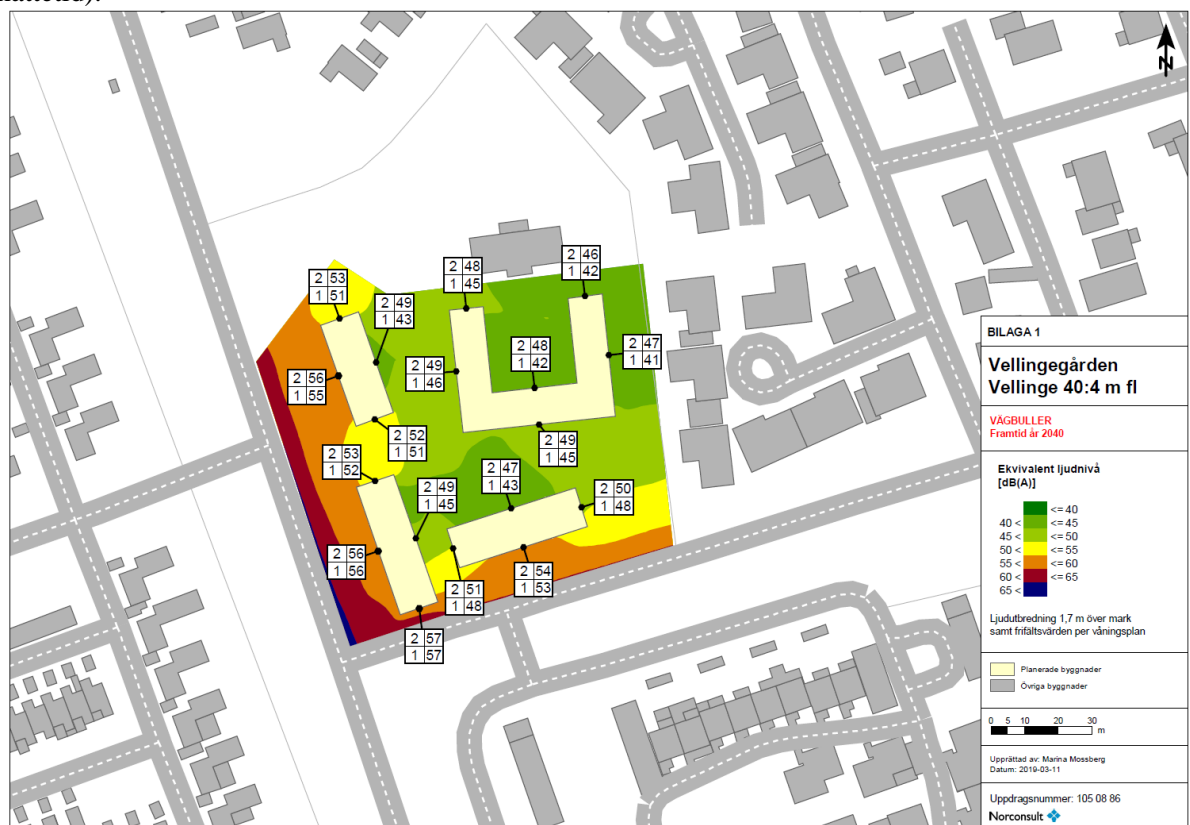 N
2 53
1 51
2 49
1 43
2 48
1 45
2 46
1 42
2 48
1 42
2 47
1 41
2 56
1 55
2 49
1 46
2 52
1 51
2 49
1 45
2 53
1 52
2 49
1 45
2 47
1 43
2 50
1 48
2 56
1 56
2 51
1 48
2 54
1 53
2 57
1 57
BILAGA 1
Vellingegården
Vellinge 40:4 m fl
VÄGBULLER
Framtid år 2040
Ekvivalent ljudnivå
[dB(A)]
<= 40
40 < <= 45
45 < <= 50
50 < <= 55
55 < <= 60
60 < <= 65
65 <
Ljudutbredning 1,7 m över mark
samt frifältsvärden per våningsplan
Planerade byggnader
Övriga byggnader
0 5 10 20 30
m
Upprättad av: Marina Mossberg
Datum: 2019-03-11
Uppdragsnummer: 105 08 86
Norconsult